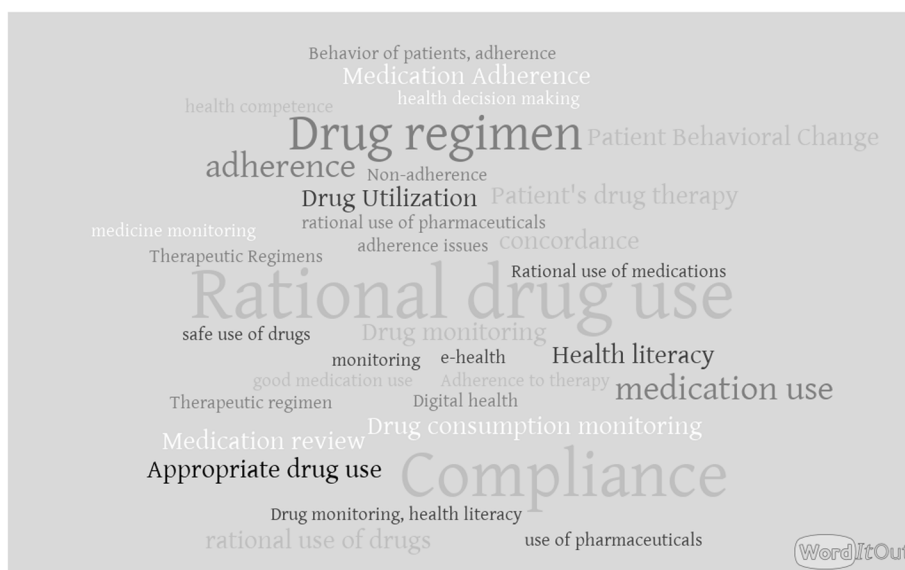 Behavior of patients, adherence
Medication Adherence
health decision making
health competence
Drug regimen
Patient Behavioral Change
adherence
Non-adherence
Drug Utilization
Patient's drug therapy
rational use of pharmaceuticals
medicine monitoring
adherence issues
concordance
Therapeutic Regimens
Rational use of medications
Rational drug use
safe use of drugs
Drug monitoring
monitoring
e-health
Health literacy
good medication use
Adherence to therapy
medication use
Therapeutic regimen
Digital health
Drug consumption monitoring
Medication review
Appropriate drug use
Compliance
Drug monitoring, health literacy
rational use of drugs
use of pharmaceuticals
WordItOu